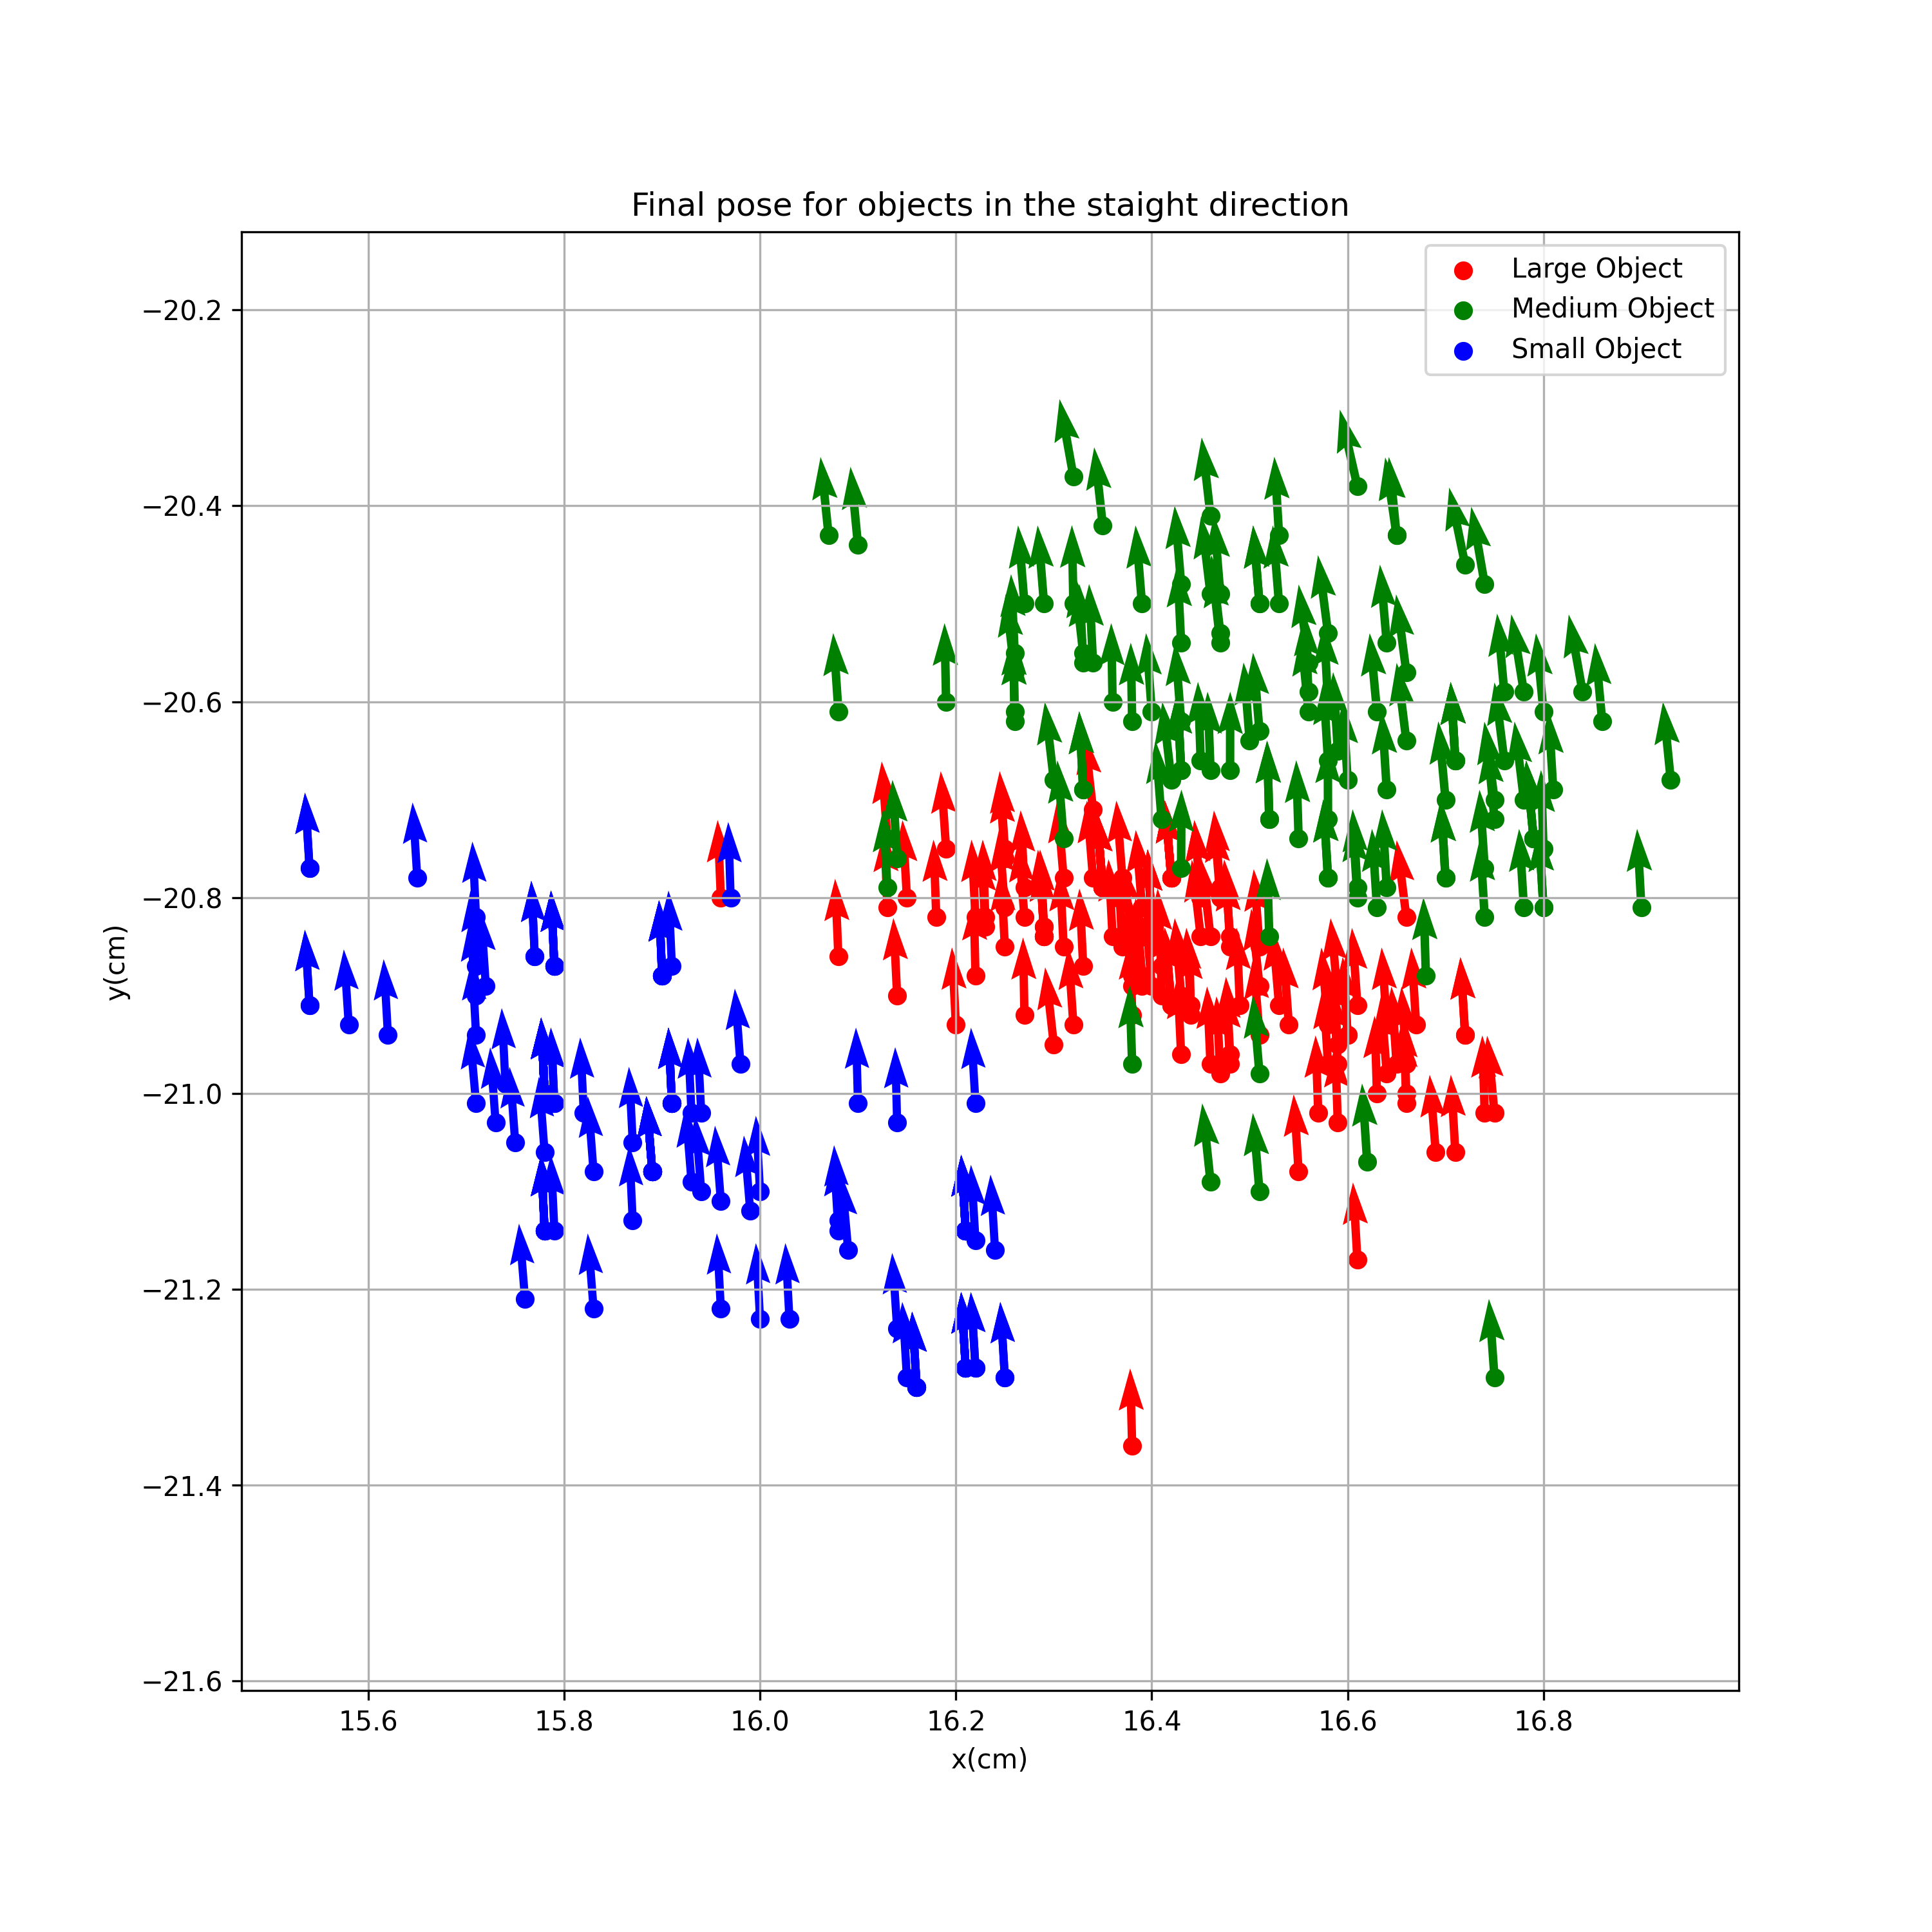 Final pose for objects in the staight direction
Large Object
Medium Object
Small Object
−20.2
−20.4
−20.6
−20.8
−21.0
−21.2
−21.4
−21.6
y(cm)
15.6 15.8 16.0 16.2 16.4 16.6 16.8
x(cm)